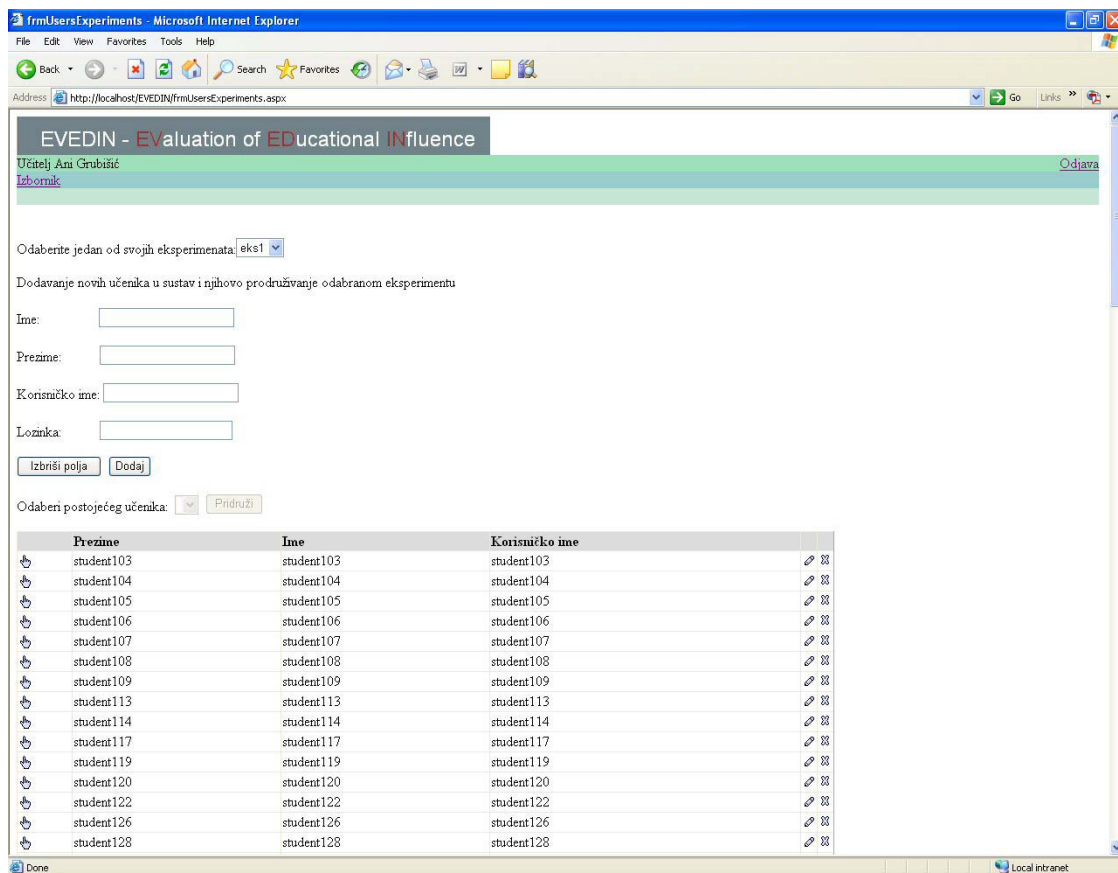 frmUsersExperiments - Microsoft Internet Explorer
File Edit View Favorites Tools Help
Back Search Favorites
Address http://localhost/EVEDIN/frmUsersExperiments.aspx Go Links »
EVEDIN - EValuation of EDucational INfluence
Učitelj Ani Grubišić Odjava
Izbornik
Odaberite jedan od svojih eksperimenata: eks1
Dodavanje novih učenika u sustav i njihovo prodruživanje odabranom eksperimentu
Ime:
Prezime:
Korisničko ime:
Lozinka:
Izbriši polja Dodaj
Odaberi postojećeg učenika: Pridruži
Prezime Ime Korisničko ime
student103 student103 student103
student104 student104 student104
student105 student105 student105
student106 student106 student106
student107 student107 student107
student108 student108 student108
student109 student109 student109
student113 student113 student113
student114 student114 student114
student117 student117 student117
student119 student119 student119
student120 student120 student120
student122 student122 student122
student126 student126 student126
student128 student128 student128
Done Local intranet